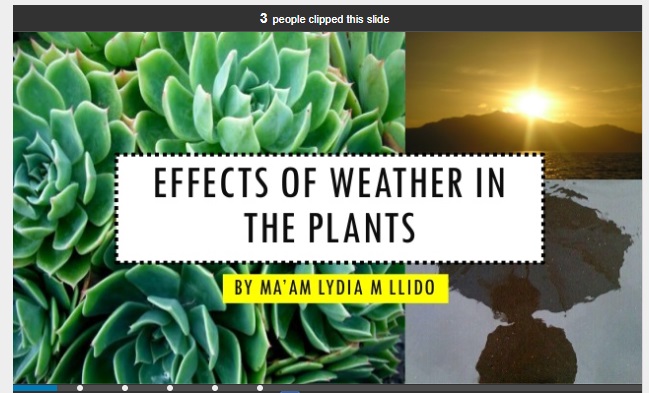 3 people clipped this slide
EFFECTS OF WEATHER IN
THE PLANTS
BY MA'AM LYDIA M LLIDO